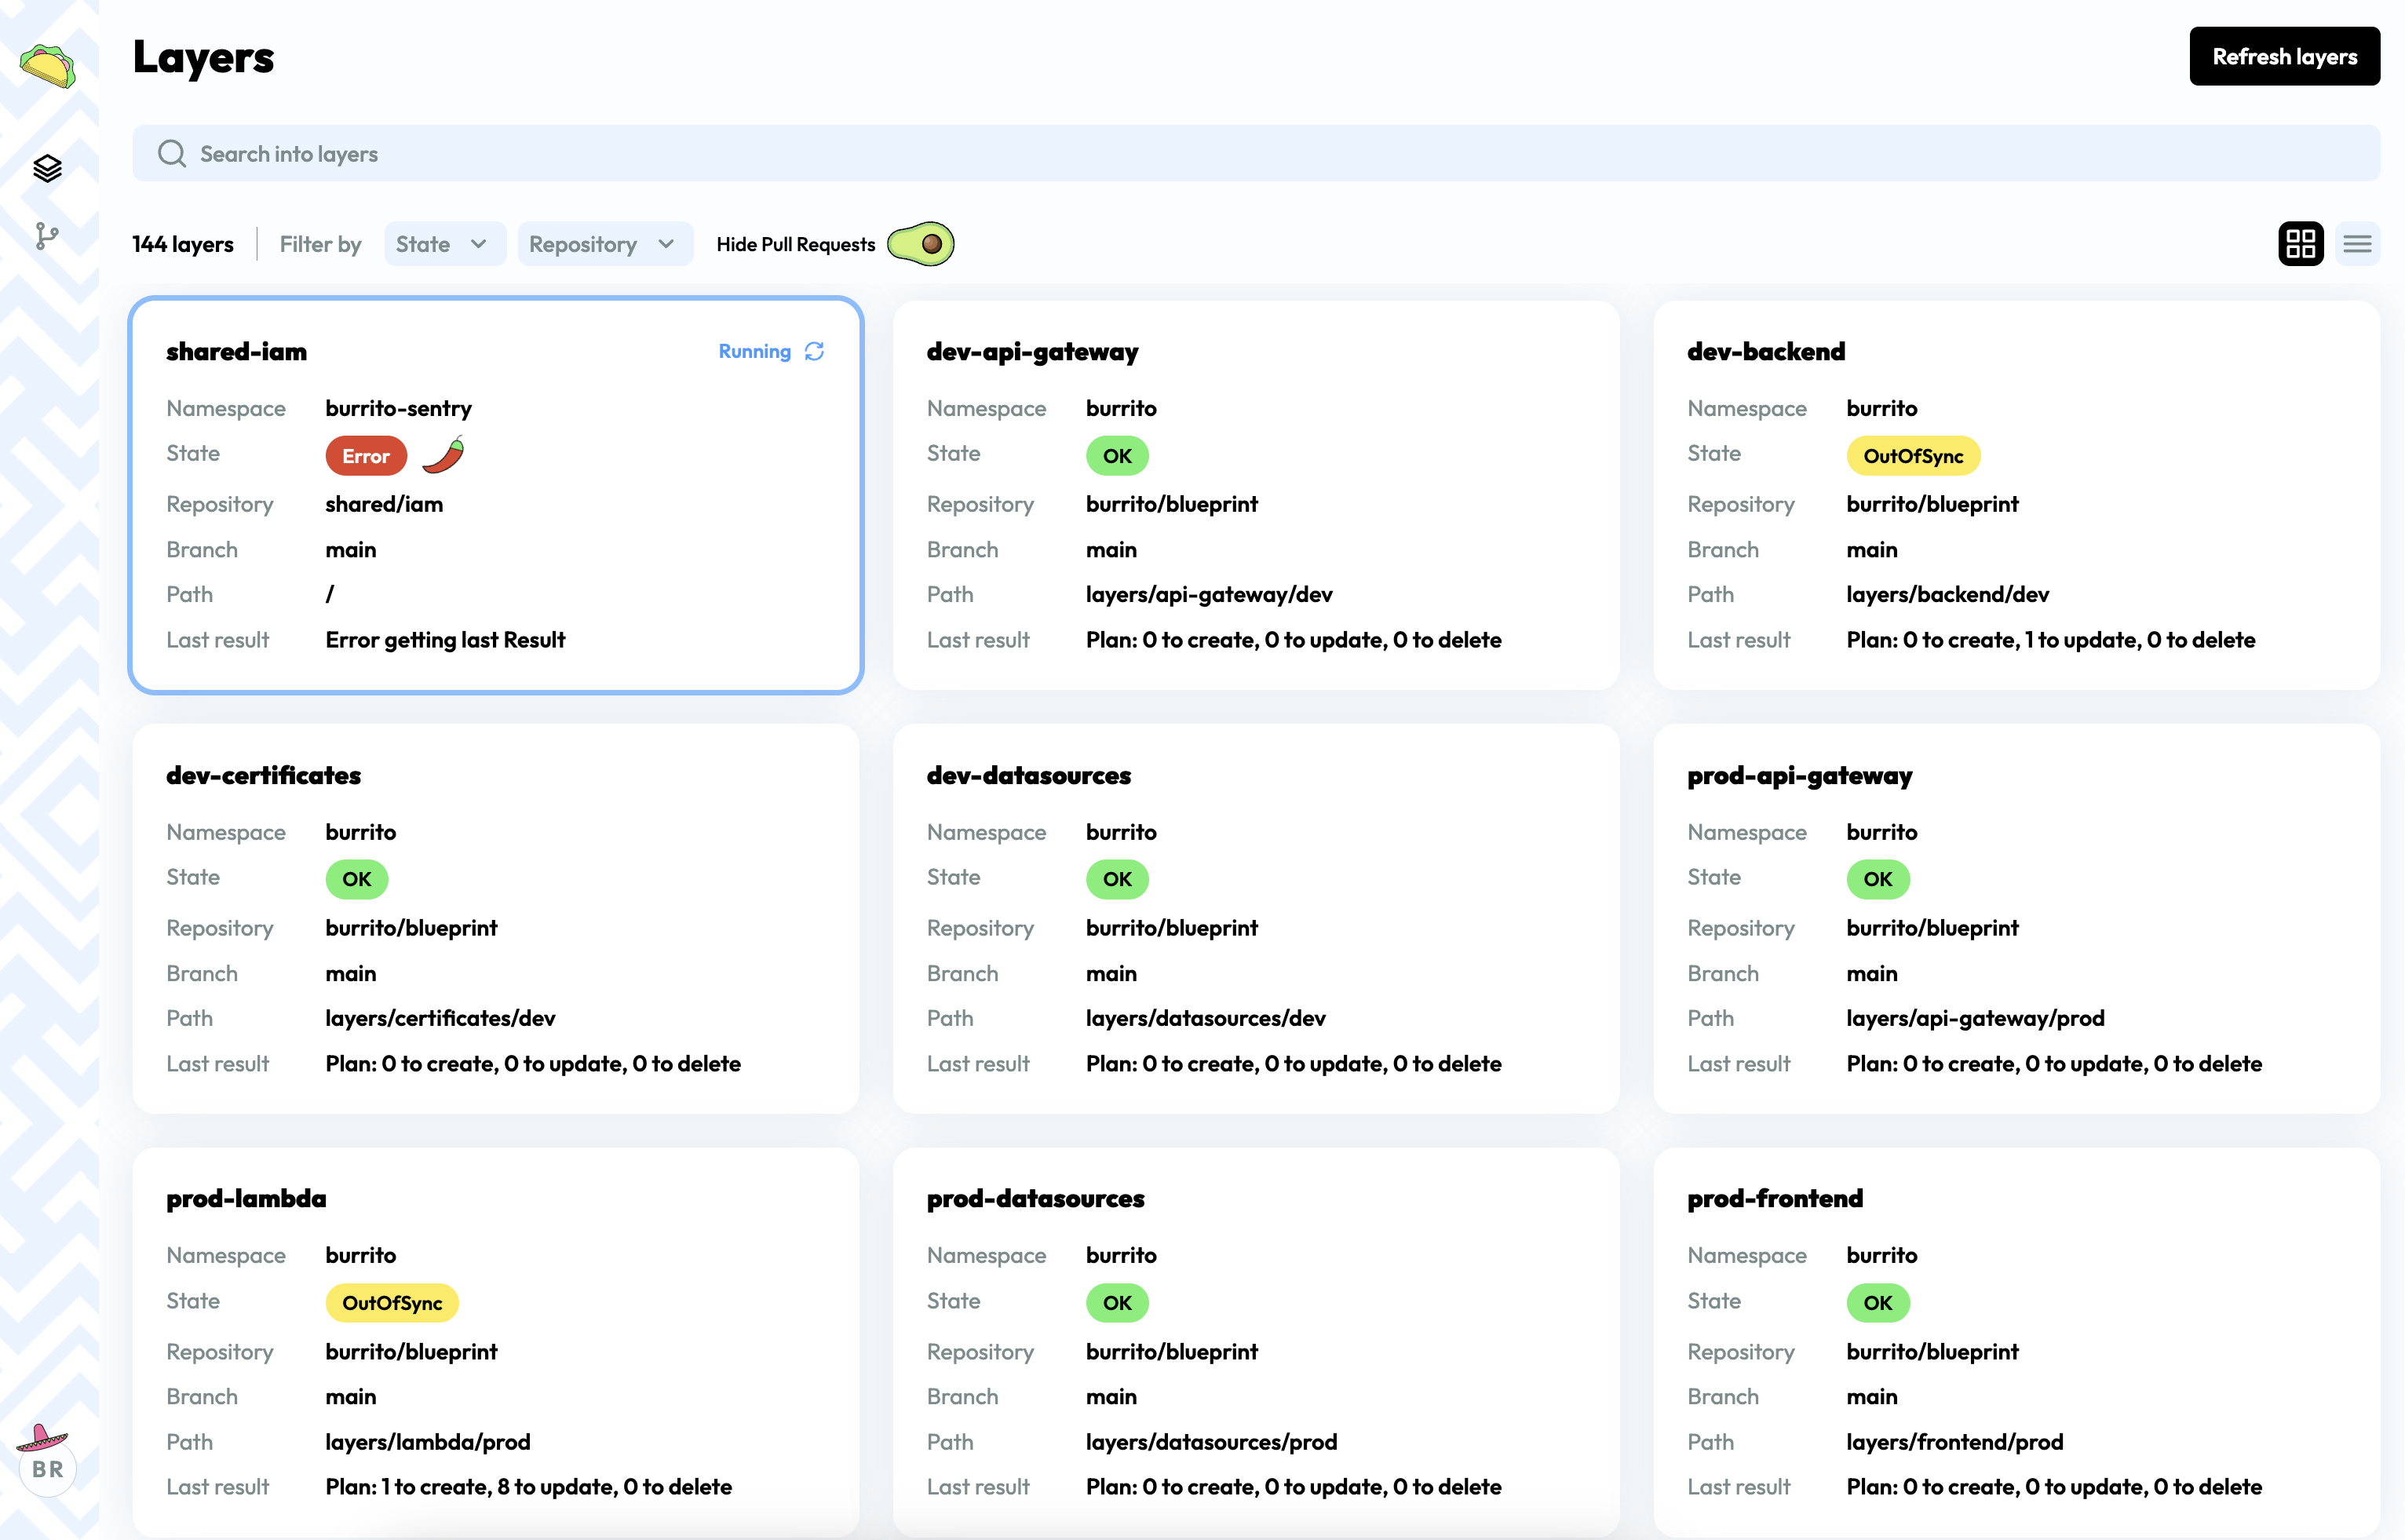 Layers
Refresh layers
Search into layers
144 layers Filter by State Repository Hide Pull Requests
shared-iam Running
Namespace burrito-sentry
State Error
Repository shared/iam
Branch main
Path /
Last result Error getting last Result
dev-api-gateway
Namespace burrito
State OK
Repository burrito/blueprint
Branch main
Path layers/api-gateway/dev
Last result Plan: 0 to create, 0 to update, 0 to delete
dev-backend
Namespace burrito
State OutOfSync
Repository burrito/blueprint
Branch main
Path layers/backend/dev
Last result Plan: 0 to create, 1 to update, 0 to delete
dev-certificates
Namespace burrito
State OK
Repository burrito/blueprint
Branch main
Path layers/certificates/dev
Last result Plan: 0 to create, 0 to update, 0 to delete
dev-datasources
Namespace burrito
State OK
Repository burrito/blueprint
Branch main
Path layers/datasources/dev
Last result Plan: 0 to create, 0 to update, 0 to delete
prod-api-gateway
Namespace burrito
State OK
Repository burrito/blueprint
Branch main
Path layers/api-gateway/prod
Last result Plan: 0 to create, 0 to update, 0 to delete
prod-lambda
Namespace burrito
State OutOfSync
Repository burrito/blueprint
Branch main
Path layers/lambda/prod
Last result Plan: 1 to create, 8 to update, 0 to delete
prod-datasources
Namespace burrito
State OK
Repository burrito/blueprint
Branch main
Path layers/datasources/prod
Last result Plan: 0 to create, 0 to update, 0 to delete
prod-frontend
Namespace burrito
State OK
Repository burrito/blueprint
Branch main
Path layers/frontend/prod
Last result Plan: 0 to create, 0 to update, 0 to delete
BR